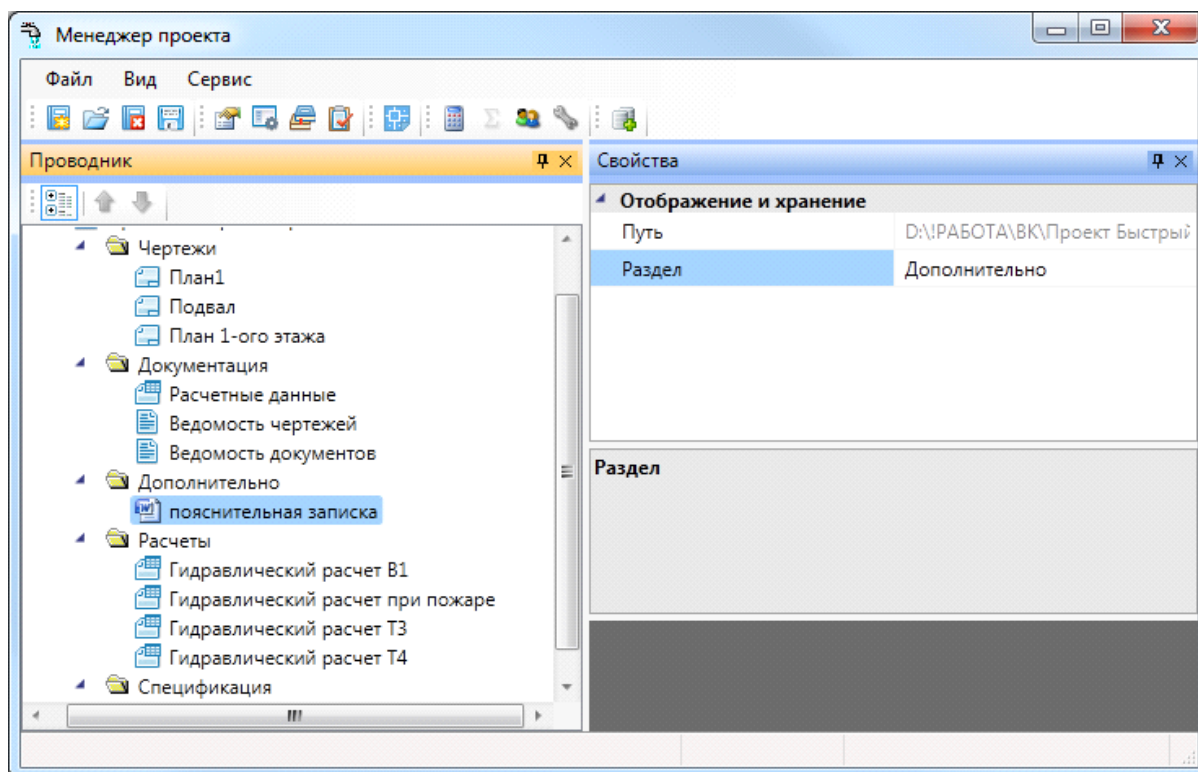 Менеджер проекта
Файл Вид Сервис
Проводник
Чертежи
План1
Подвал
План 1-ого этажа
Документация
Расчетные данные
Ведомость чертежей
Ведомость документов
Дополнительно
пояснительная записка
Расчеты
Гидравлический расчет В1
Гидравлический расчет при пожаре
Гидравлический расчет Т3
Гидравлический расчет Т4
Спецификация
Свойства
Отображение и хранение
Путь D:\!РАБОТА\ВК\Проект Быстрый
Раздел Дополнительно
Раздел